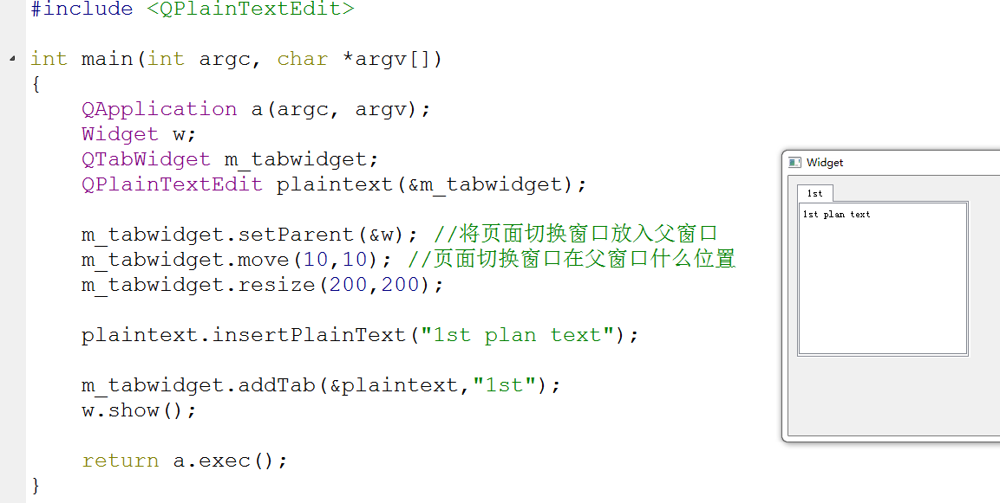 #include <QPlainTextEdit>
int main(int argc, char *argv[])
{
QApplication a(argc, argv);
Widget w;
QTabWidget m_tabwidget;
QPlainTextEdit plaintext(&m_tabwidget);
m_tabwidget.setParent(&w); //将页面切换窗口放入父窗口
m_tabwidget.move(10,10); //页面切换窗口在父窗口什么位置
m_tabwidget.resize(200,200);
plaintext.insertPlainText("1st plan text");
m_tabwidget.addTab(&plaintext,"1st");
w.show();
return a.exec();
}
Widget
1st
1st plan text